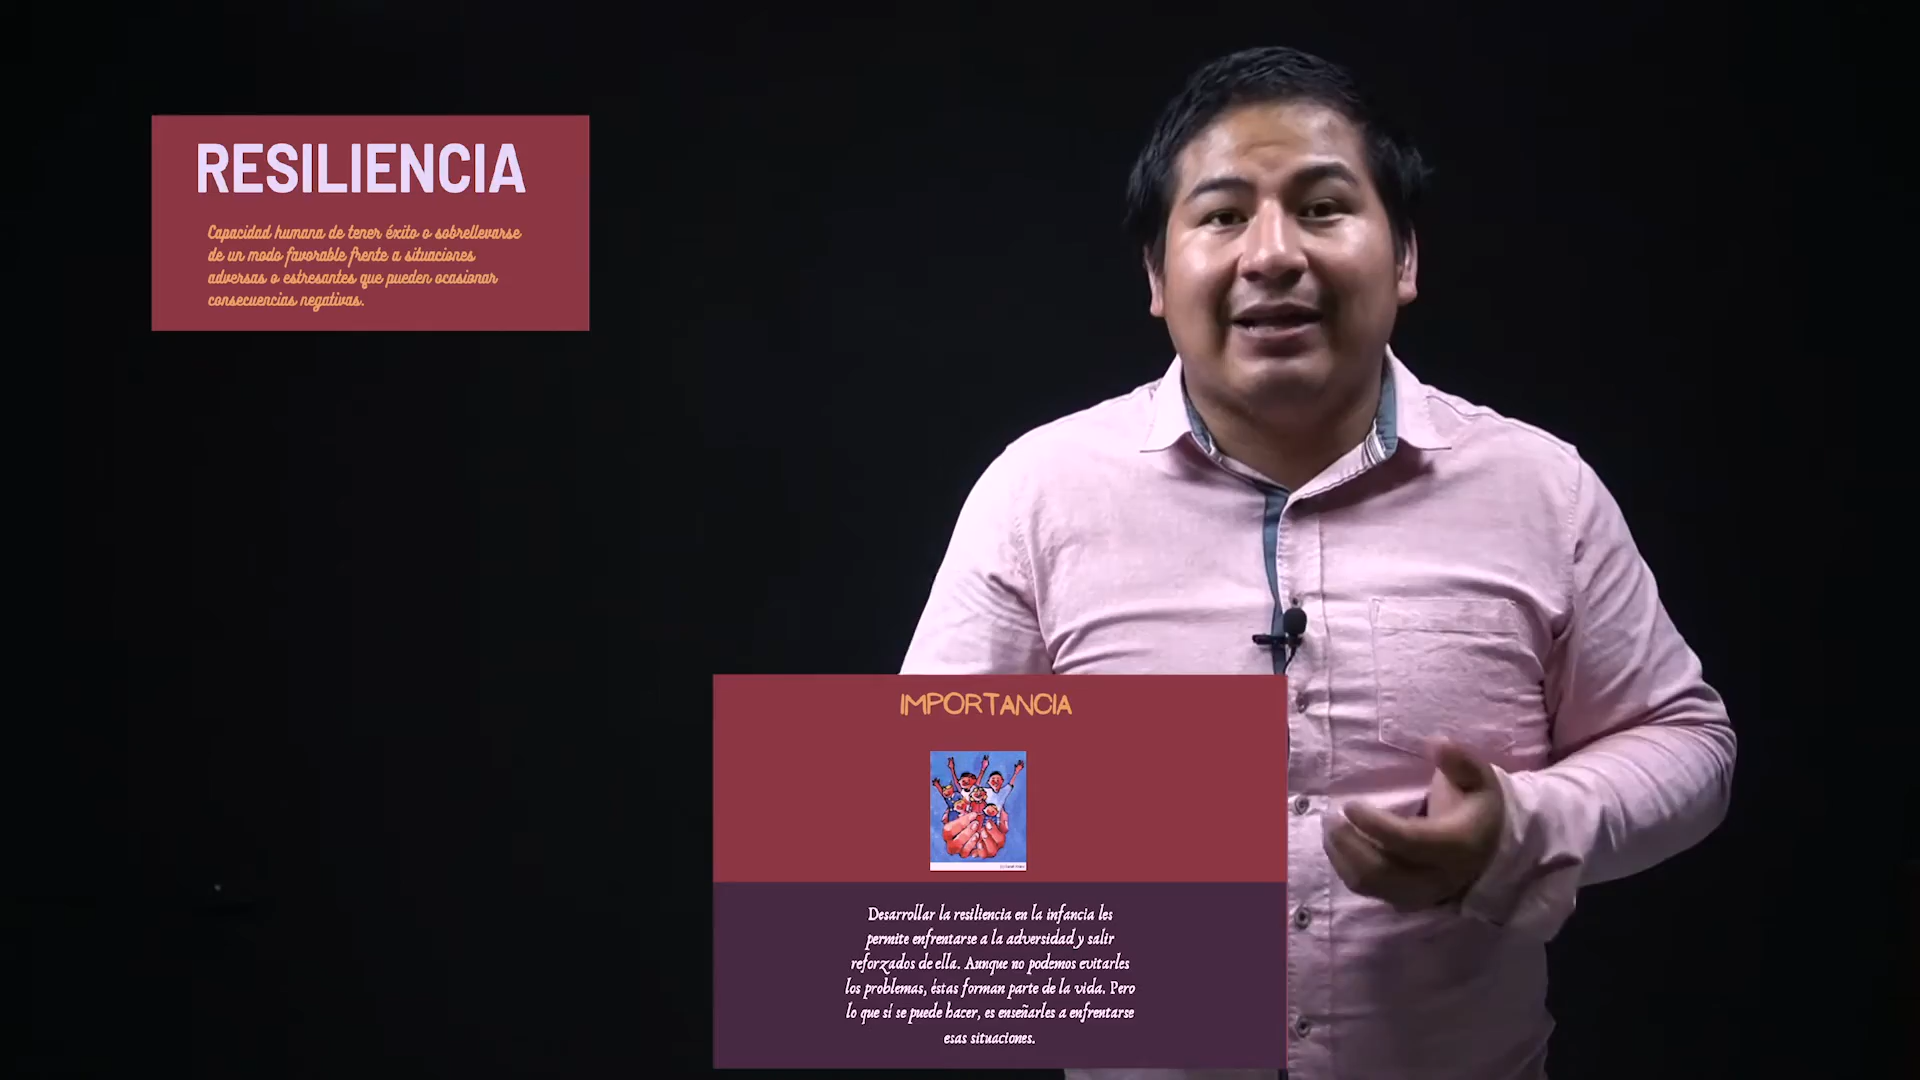 RESILIENCIA
Capacidad humana de tener éxito o sobrellevarse
de un modo favorable frente a situaciones
adversas o estresantes que pueden ocasionar
consecuencias negativas.
IMPORTANCIA
Desarrollar la resiliencia en la infancia les
permite enfrentarse a la adversidad y salir
reforzados de ella. Aunque no podemos evitarles
los problemas, éstas forman parte de la vida. Pero
lo que sí se puede hacer, es enseñarles a enfrentarse
esas situaciones.